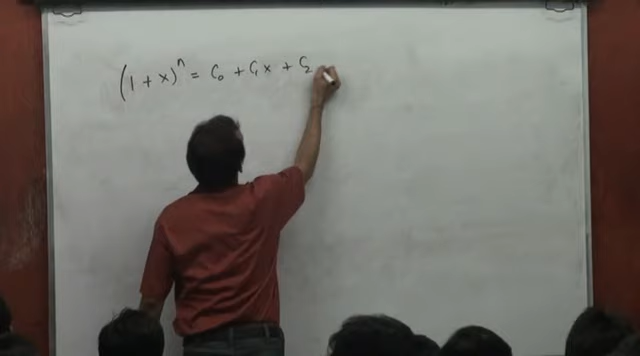 (1 + x)^n = C₀ + C₁x + C₂